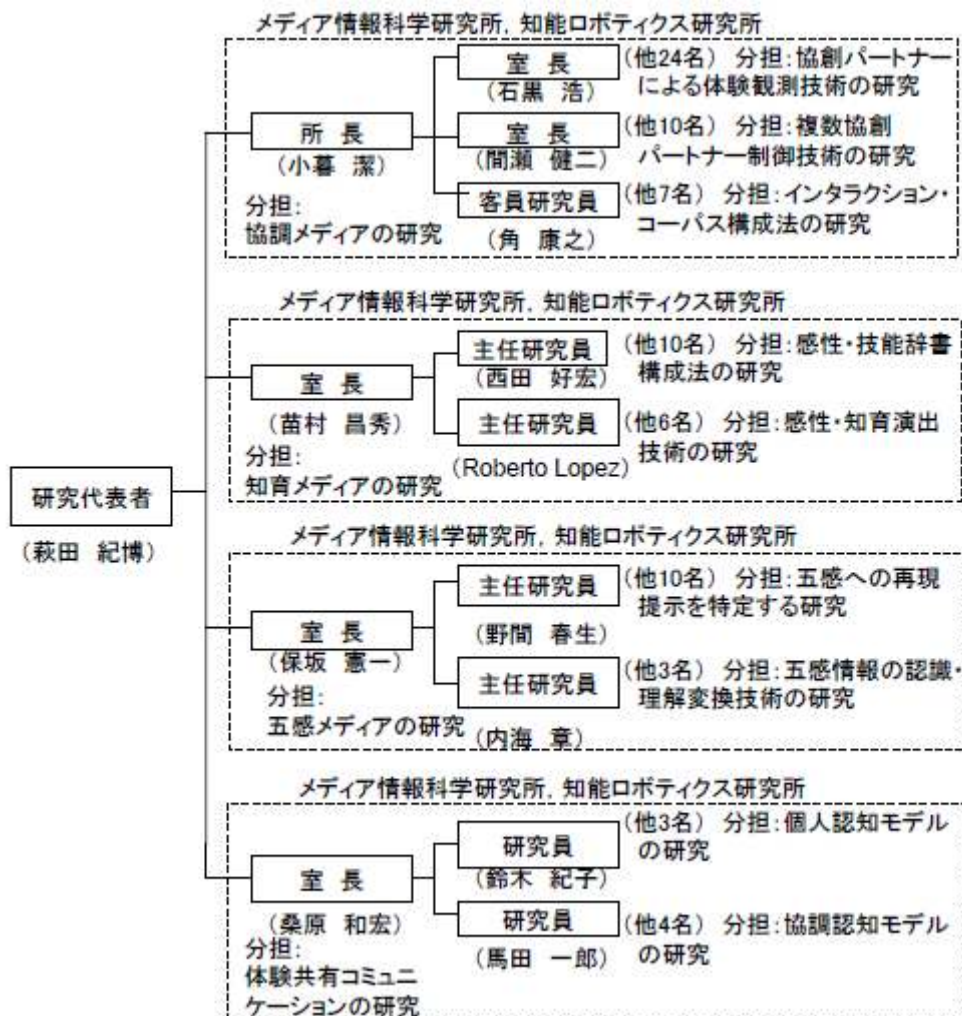 メディア情報科学研究所，知能ロボティクス研究所
室 長
(石黒 浩)
(他24名) 分担：協創パートナー
による体験観測技術の研究
所 長
(小暮 潔)
分担：
協調メディアの研究
室 長
(間瀬 健二)
(他10名) 分担：複数協創
パートナー制御技術の研究
客員研究員
(角 康之)
(他7名) 分担：インタラクション・
コーパス構成法の研究
メディア情報科学研究所，知能ロボティクス研究所
室 長
(苗村 昌秀)
分担：
知育メディアの研究
主任研究員
(西田 好宏)
(他10名) 分担：感性・技能辞書
構成法の研究
主任研究員
(Roberto Lopez)
(他6名) 分担：感性・知育演出
技術の研究
研究代表者
(萩田 紀博)
メディア情報科学研究所，知能ロボティクス研究所
室 長
(保坂 憲一)
分担：
五感メディアの研究
主任研究員
(野間 春生)
(他10名) 分担：五感への再現
提示を特定する研究
主任研究員
(内海 章)
(他3名) 分担：五感情報の認識・
理解変換技術の研究
メディア情報科学研究所，知能ロボティクス研究所
室 長
(桑原 和宏)
分担：
体験共有コミュニ
ケーションの研究
研究員
(鈴木 紀子)
(他3名) 分担：個人認知モデル
の研究
研究員
(馬田 一郎)
(他4名) 分担：協調認知モデル
の研究